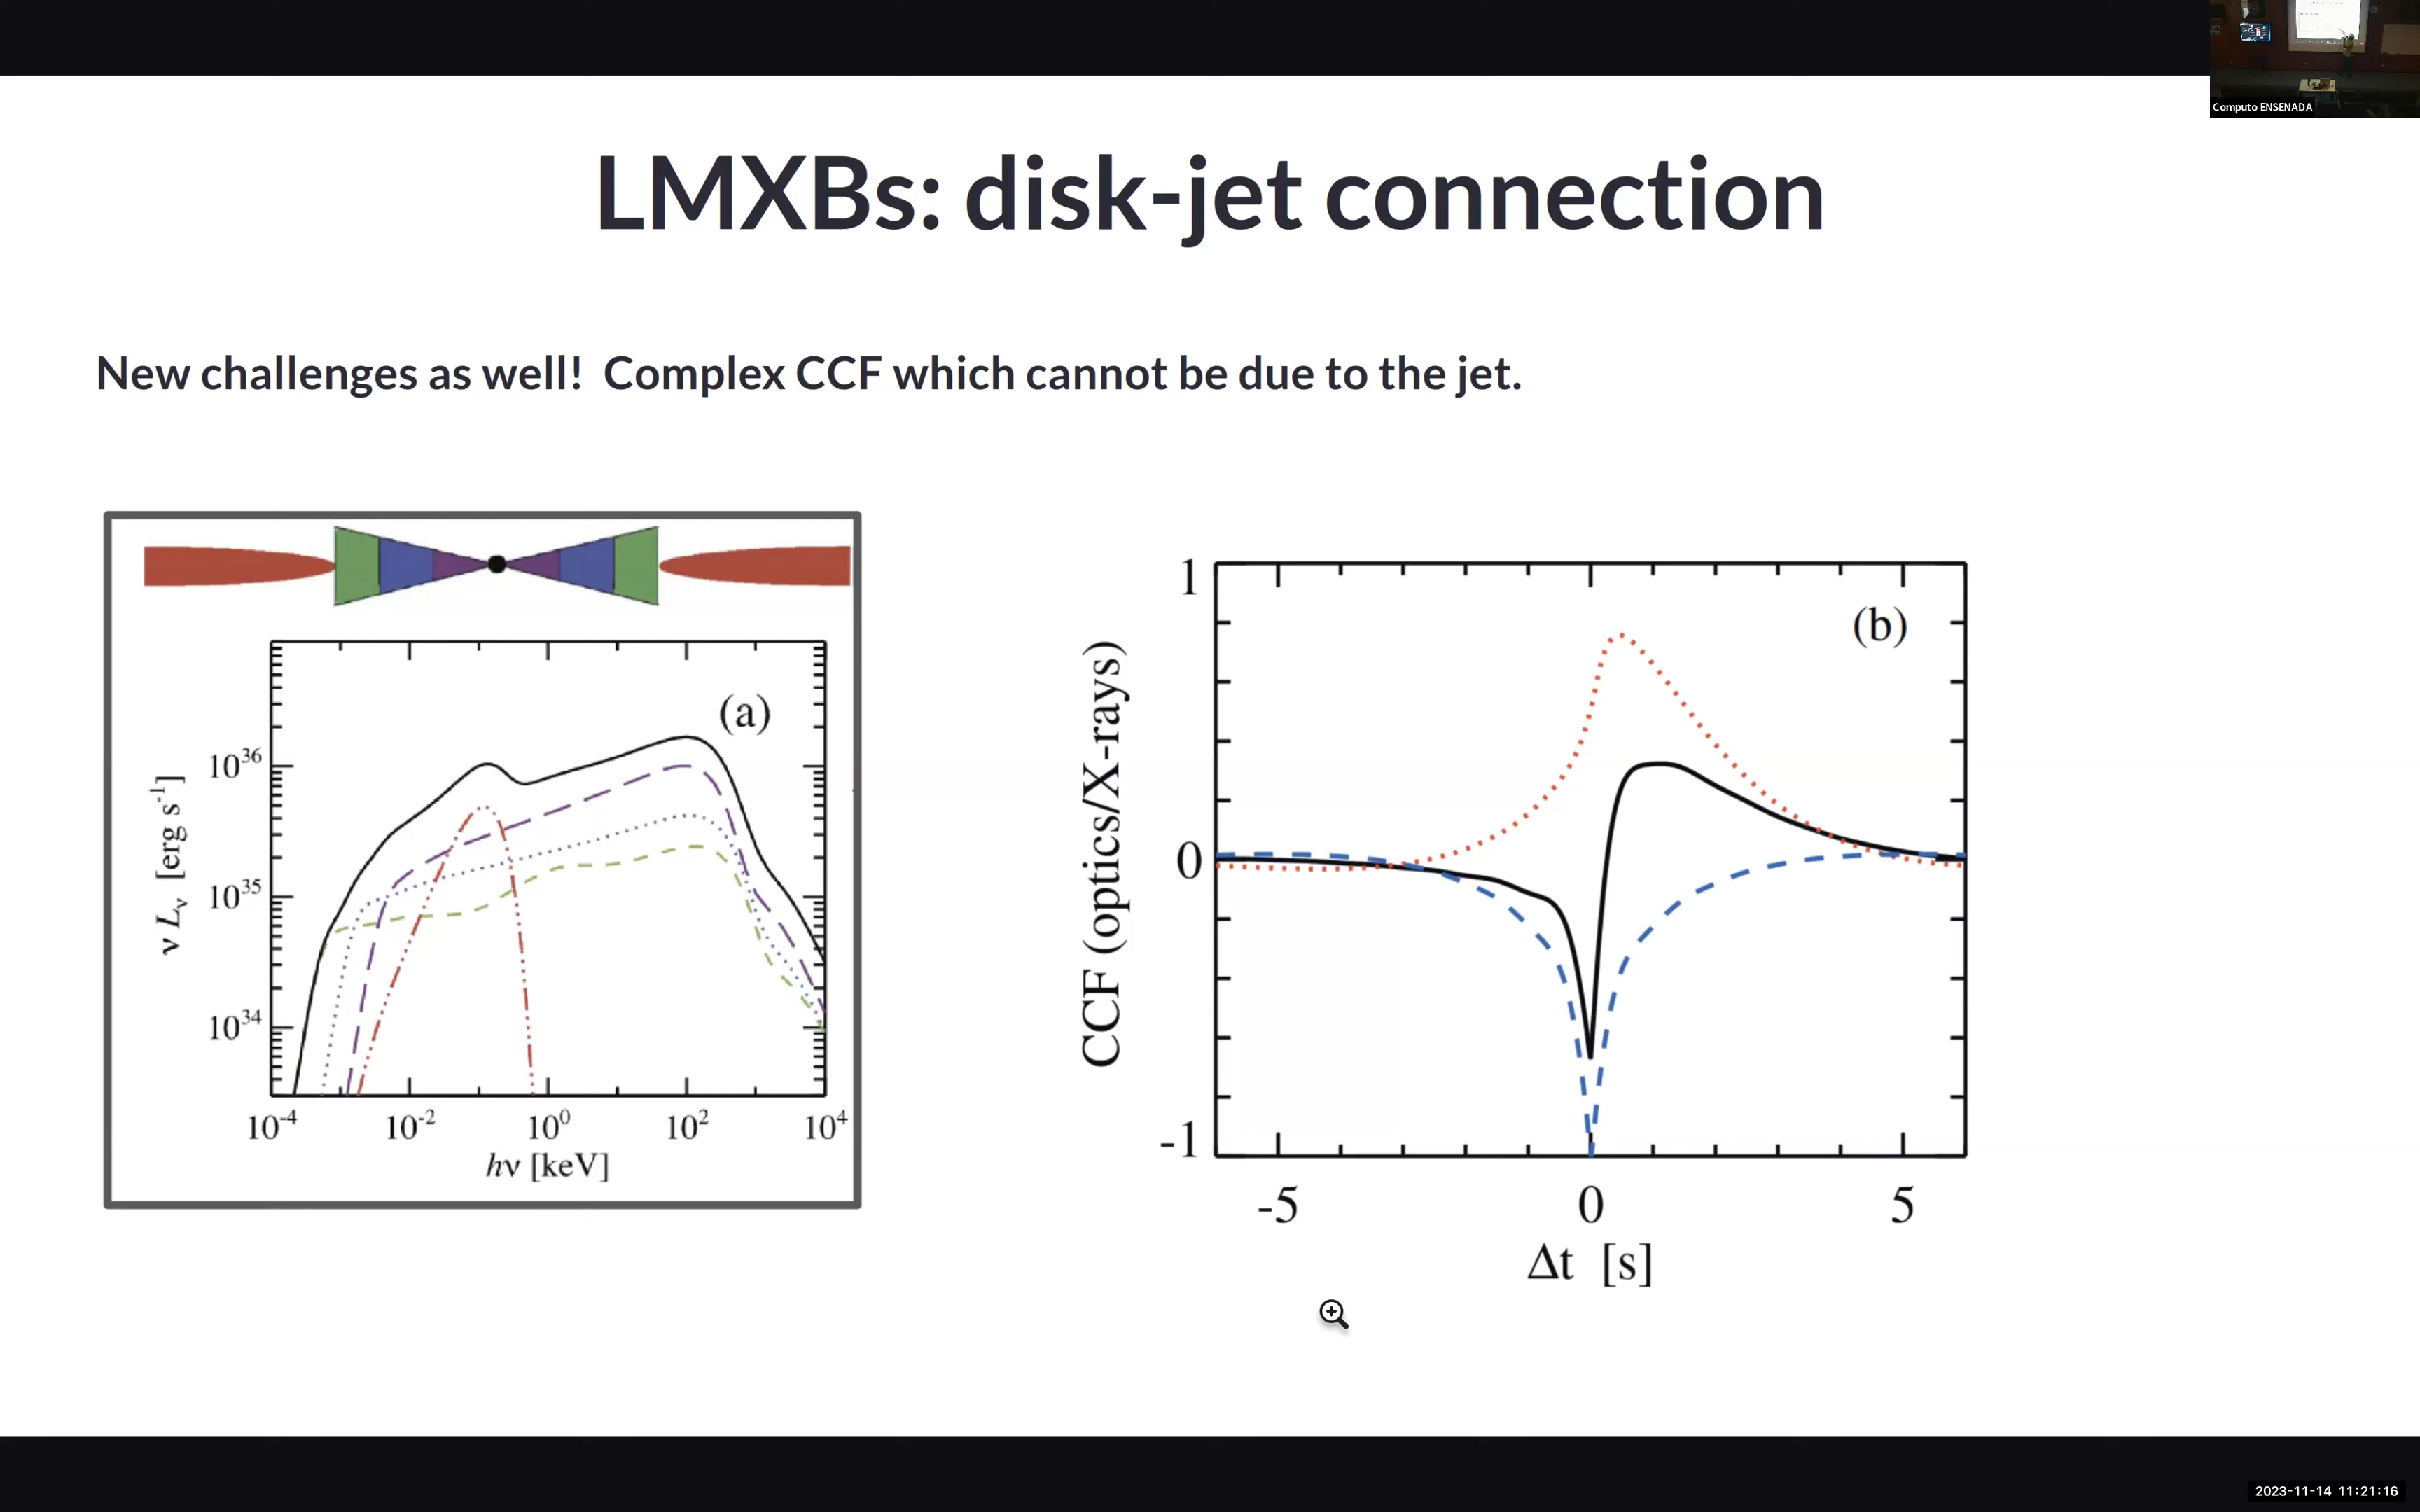 Computo ENSENADA
LMXBs: disk-jet connection
New challenges as well! Complex CCF which cannot be due to the jet.
(a)
10^36
10^35
10^34
ν L_ν [erg s^-1]
10^-4 10^-2 10^0 10^2 10^4
hν [keV]
(b)
1
0
-1
CCF (optics/X-rays)
-5 0 5
Δt [s]
2023-11-14 11:21:16